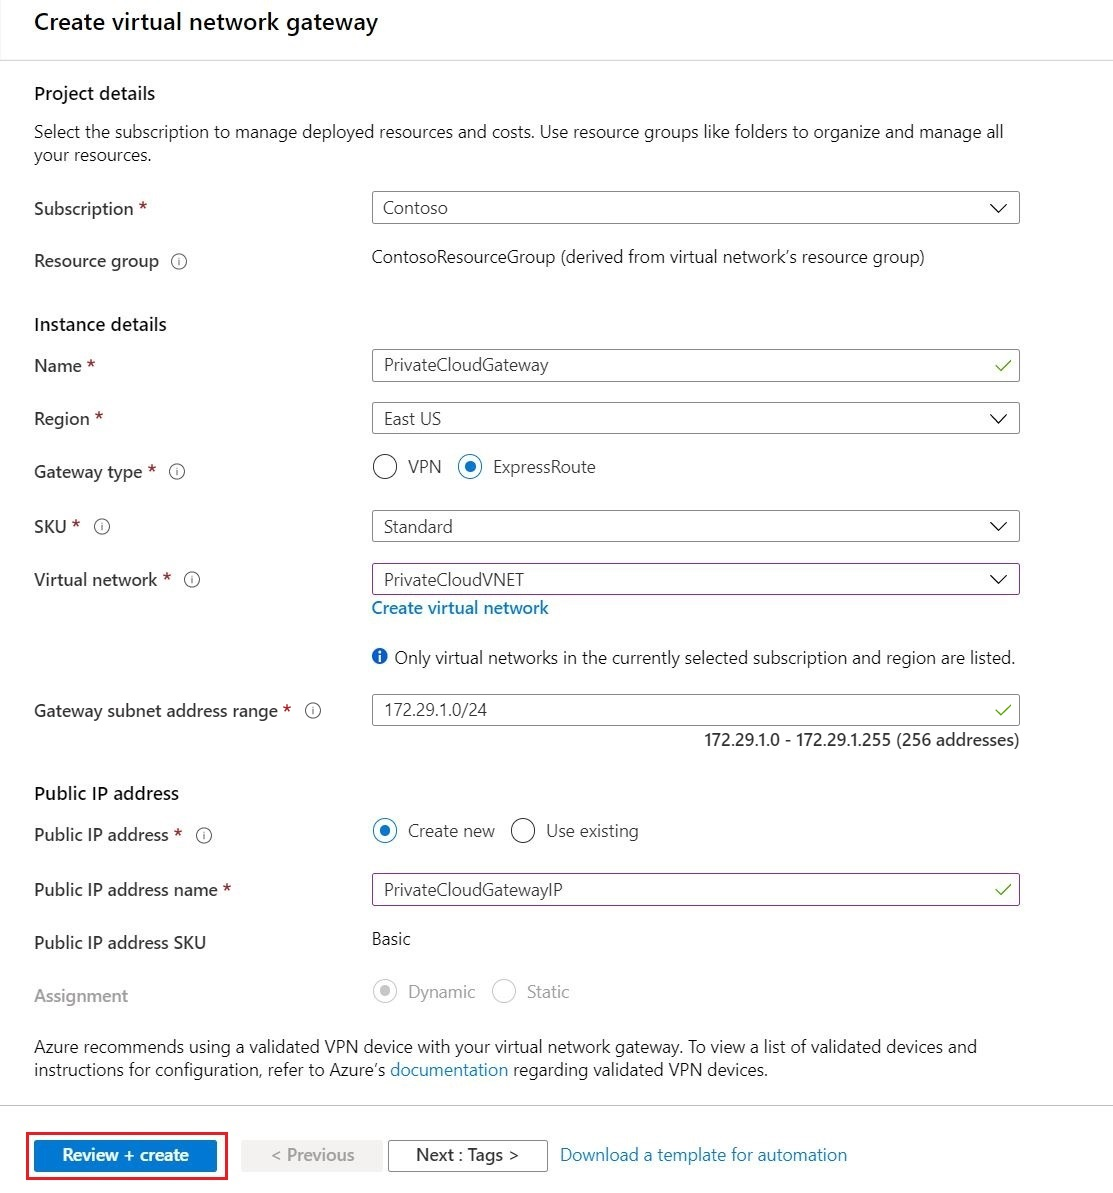 Create virtual network gateway
Project details
Select the subscription to manage deployed resources and costs. Use resource groups like folders to organize and manage all
your resources.
Subscription *
Contoso
Resource group
ContosoResourceGroup (derived from virtual network's resource group)
Instance details
Name *
PrivateCloudGateway
Region *
East US
Gateway type *
VPN
ExpressRoute
SKU *
Standard
Virtual network *
PrivateCloudVNET
Create virtual network
Only virtual networks in the currently selected subscription and region are listed.
Gateway subnet address range *
172.29.1.0/24
172.29.1.0 - 172.29.1.255 (256 addresses)
Public IP address
Public IP address *
Create new
Use existing
Public IP address name *
PrivateCloudGatewayIP
Public IP address SKU
Basic
Assignment
Dynamic
Static
Azure recommends using a validated VPN device with your virtual network gateway. To view a list of validated devices and
instructions for configuration, refer to Azure's documentation regarding validated VPN devices.
Review + create
< Previous
Next : Tags >
Download a template for automation